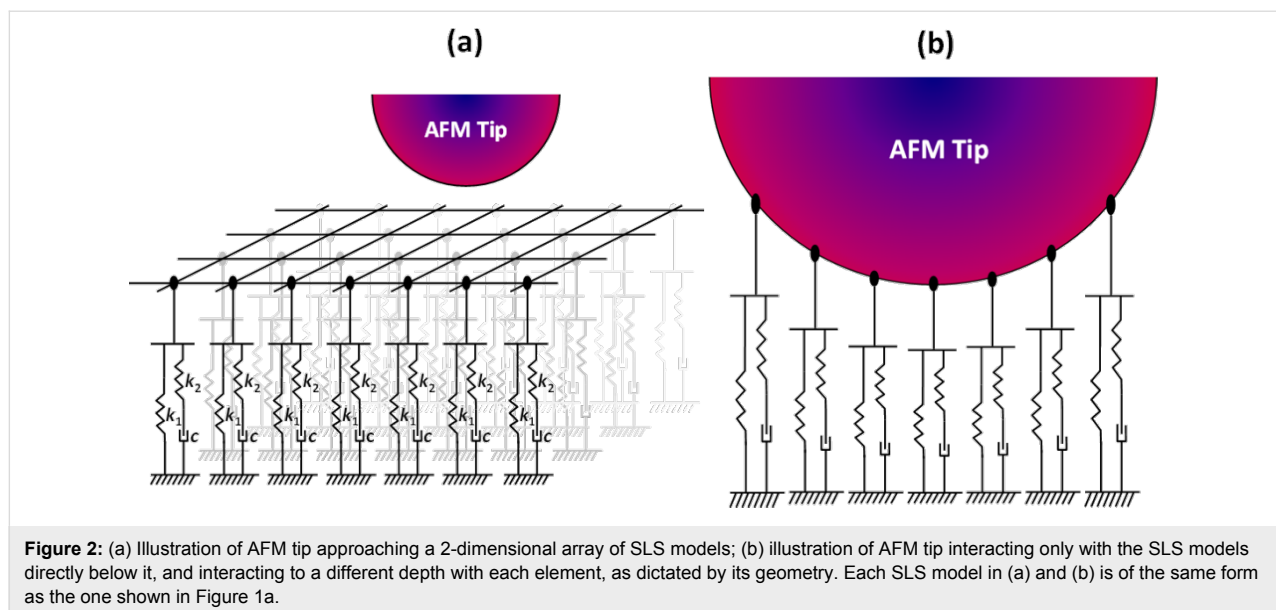 (a)
(b)
AFM Tip
AFM Tip
k2 k2 k2 k2 k2 k2 k2
k1 k1 k1 k1 k1 k1 k1
c c c c c c c
Figure 2: (a) Illustration of AFM tip approaching a 2-dimensional array of SLS models; (b) illustration of AFM tip interacting only with the SLS models
directly below it, and interacting to a different depth with each element, as dictated by its geometry. Each SLS model in (a) and (b) is of the same form
as the one shown in Figure 1a.